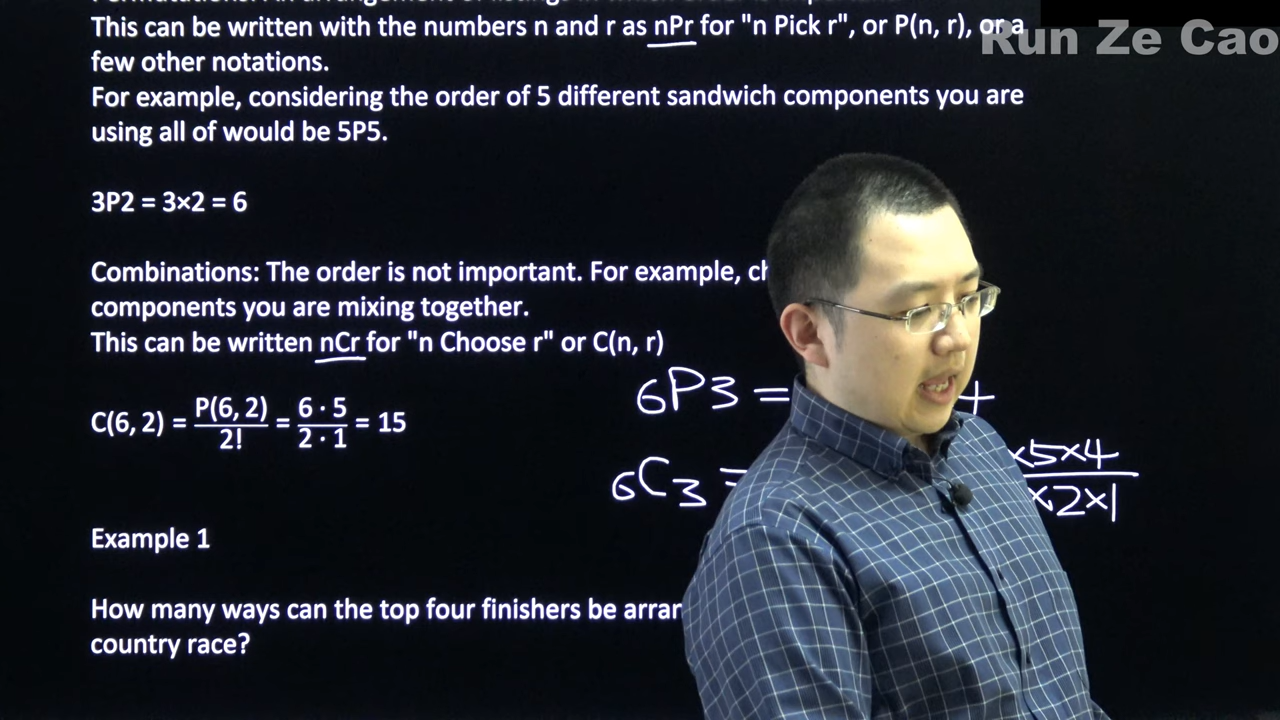 This can be written with the numbers n and r as nPr for "n Pick r", or P(n, r), or a
Run Ze Cao
few other notations.
For example, considering the order of 5 different sandwich components you are
using all of would be 5P5.
3P2 = 3×2 = 6
Combinations: The order is not important. For example,
components you are mixing together.
This can be written nCr for "n Choose r" or C(n, r)
6P3 =
C(6, 2) = P(6, 2) / 2! = 6 · 5 / 2 · 1 = 15
6C3 = ×5×4 / ×2×1
Example 1
How many ways can the top four finishers be
country race?